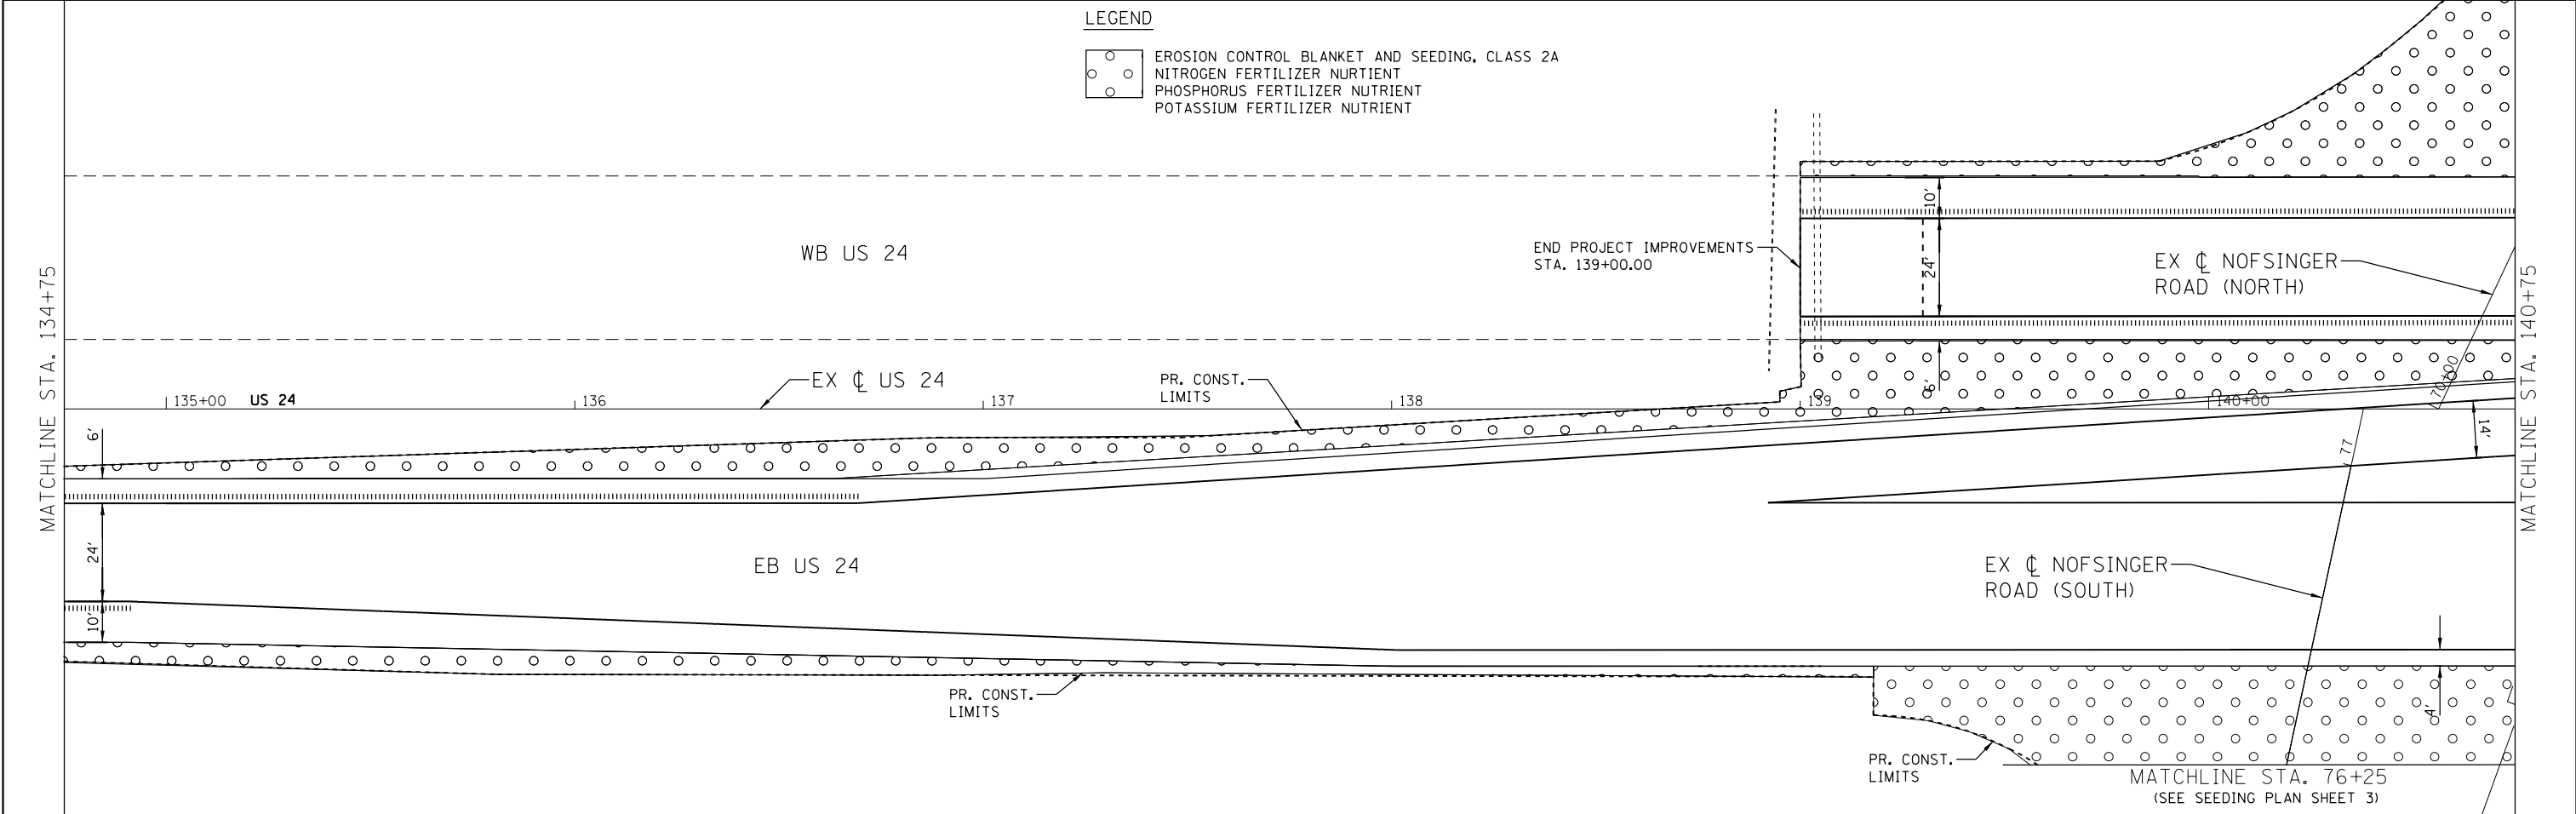 LEGEND
EROSION CONTROL BLANKET AND SEEDING, CLASS 2A
NITROGEN FERTILIZER NURTIENT
PHOSPHORUS FERTILIZER NUTRIENT
POTASSIUM FERTILIZER NUTRIENT
MATCHLINE STA. 134+75
WB US 24
END PROJECT IMPROVEMENTS
STA. 139+00.00
10'
24'
6'
EX ℄ NOFSINGER
ROAD (NORTH)
MATCHLINE STA. 140+75
EX ℄ US 24
PR. CONST.
LIMITS
135+00
US 24
136
137
138
139
140+00
70+00
6'
24'
10'
14'
77
EB US 24
EX ℄ NOFSINGER
ROAD (SOUTH)
PR. CONST.
LIMITS
4'
PR. CONST.
LIMITS
MATCHLINE STA. 76+25
(SEE SEEDING PLAN SHEET 3)